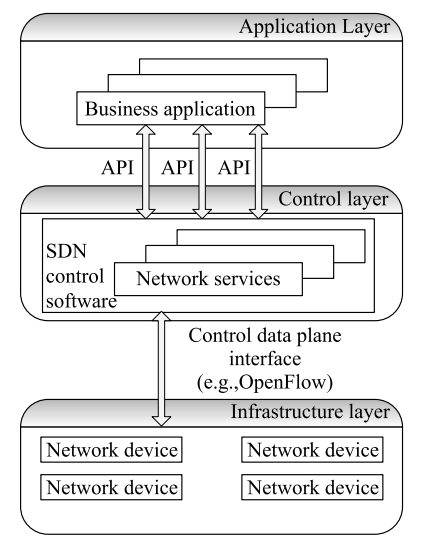 Application Layer
Business application
API API API
Control layer
SDN
control
software
Network services
Control data plane
interface
(e.g.,OpenFlow)
Infrastructure layer
Network device Network device
Network device Network device